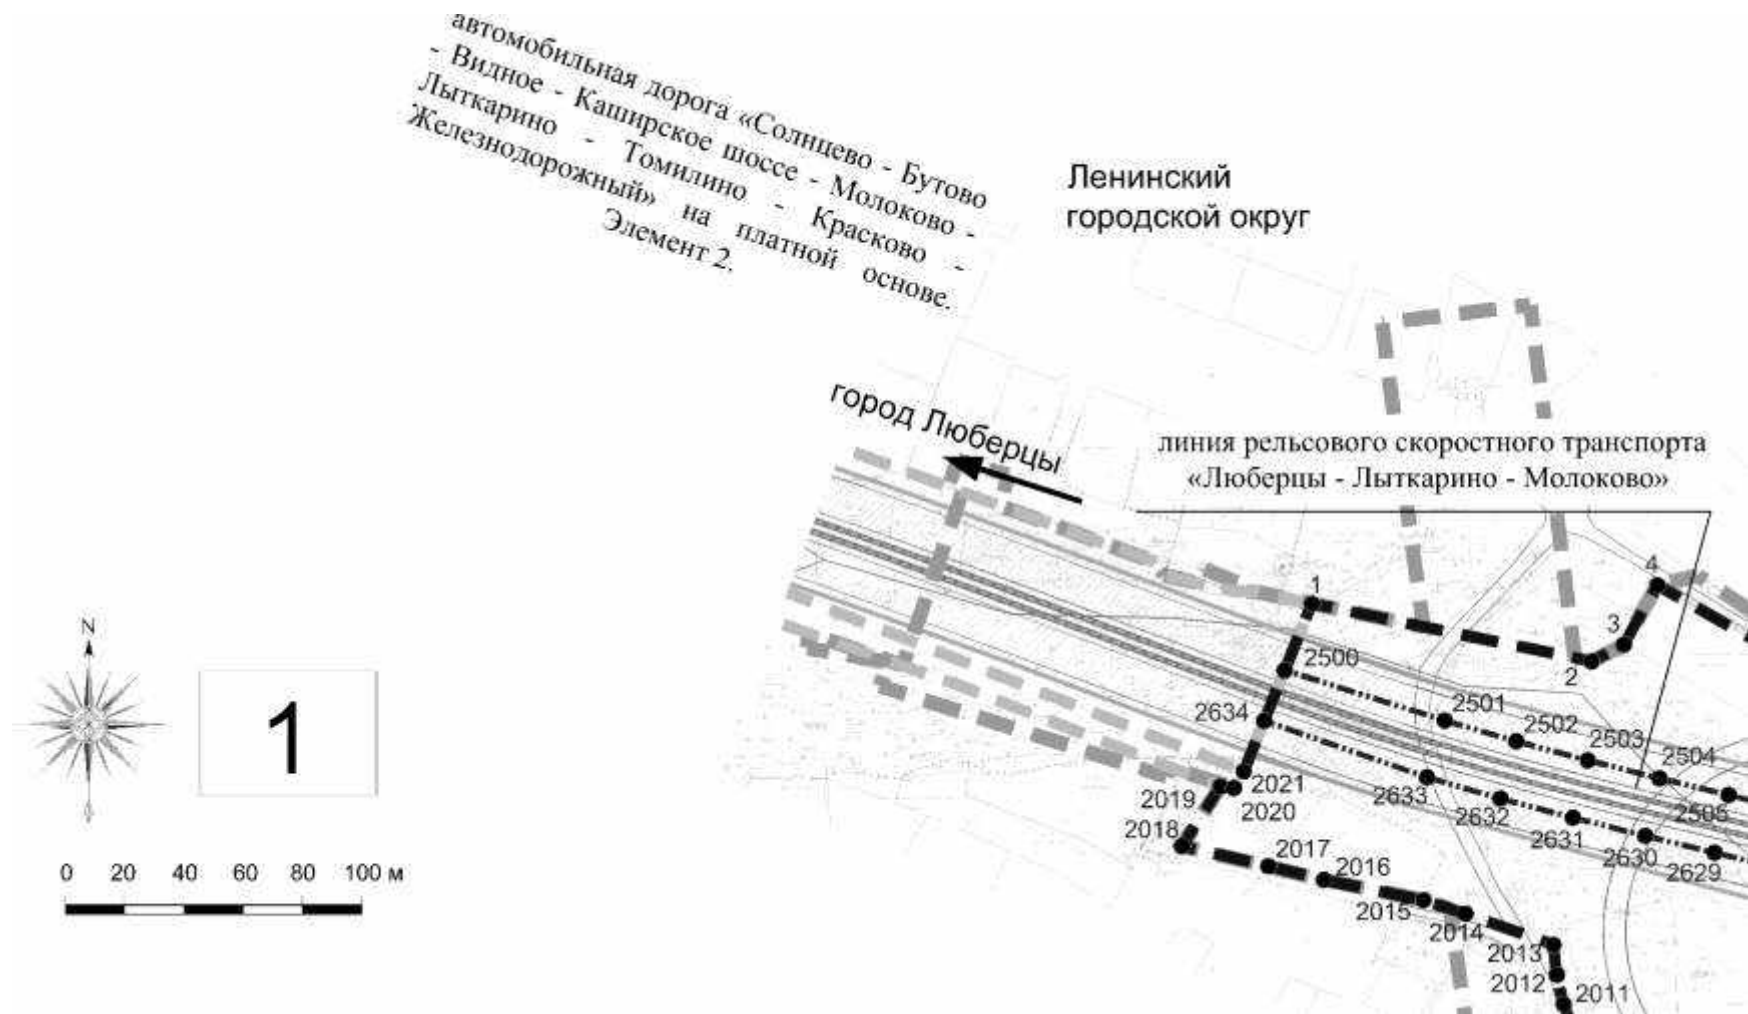 автомобильная дорога «Солнцево - Бутово
- Видное - Каширское шоссе - Молоково -
Лыткарино - Томилино - Красково -
Железнодорожный» на платной основе.
Элемент 2.
Ленинский
городской округ
город Люберцы
линия рельсового скоростного транспорта
«Люберцы - Лыткарино - Молоково»
1
4
3
2
2500
2501
2502
2503
2504
2505
2634
2633
2632
2631
2630
2629
2021
2020
2019
2018
2017
2016
2015
2014
2013
2012
2011
N
1
0 20 40 60 80 100 м